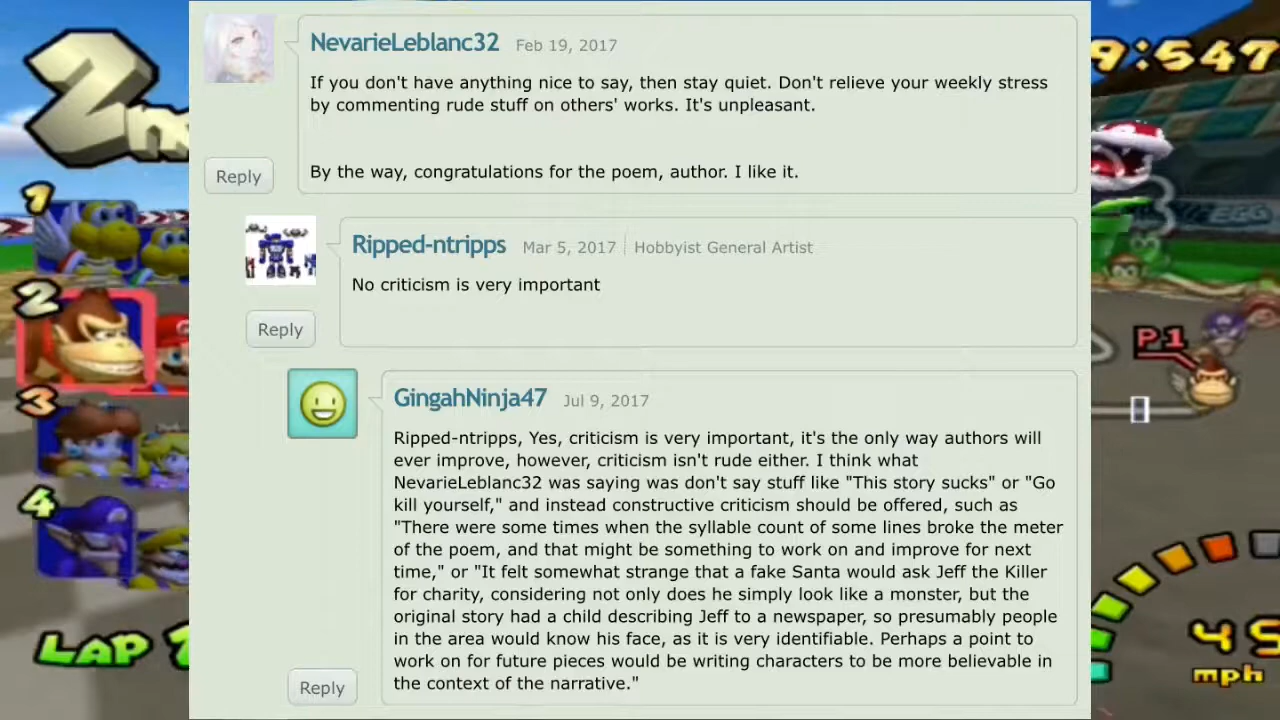 2n
9:547
1
2
3
4
LAP
P1
EGG
45
mph
NevarieLeblanc32 Feb 19, 2017
If you don't have anything nice to say, then stay quiet. Don't relieve your weekly stress
by commenting rude stuff on others' works. It's unpleasant.
By the way, congratulations for the poem, author. I like it.
Reply
Ripped-ntripps Mar 5, 2017 Hobbyist General Artist
No criticism is very important
Reply
GingahNinja47 Jul 9, 2017
Ripped-ntripps, Yes, criticism is very important, it's the only way authors will
ever improve, however, criticism isn't rude either. I think what
NevarieLeblanc32 was saying was don't say stuff like "This story sucks" or "Go
kill yourself," and instead constructive criticism should be offered, such as
"There were some times when the syllable count of some lines broke the meter
of the poem, and that might be something to work on and improve for next
time," or "It felt somewhat strange that a fake Santa would ask Jeff the Killer
for charity, considering not only does he simply look like a monster, but the
original story had a child describing Jeff to a newspaper, so presumably people
in the area would know his face, as it is very identifiable. Perhaps a point to
work on for future pieces would be writing characters to be more believable in
the context of the narrative."
Reply